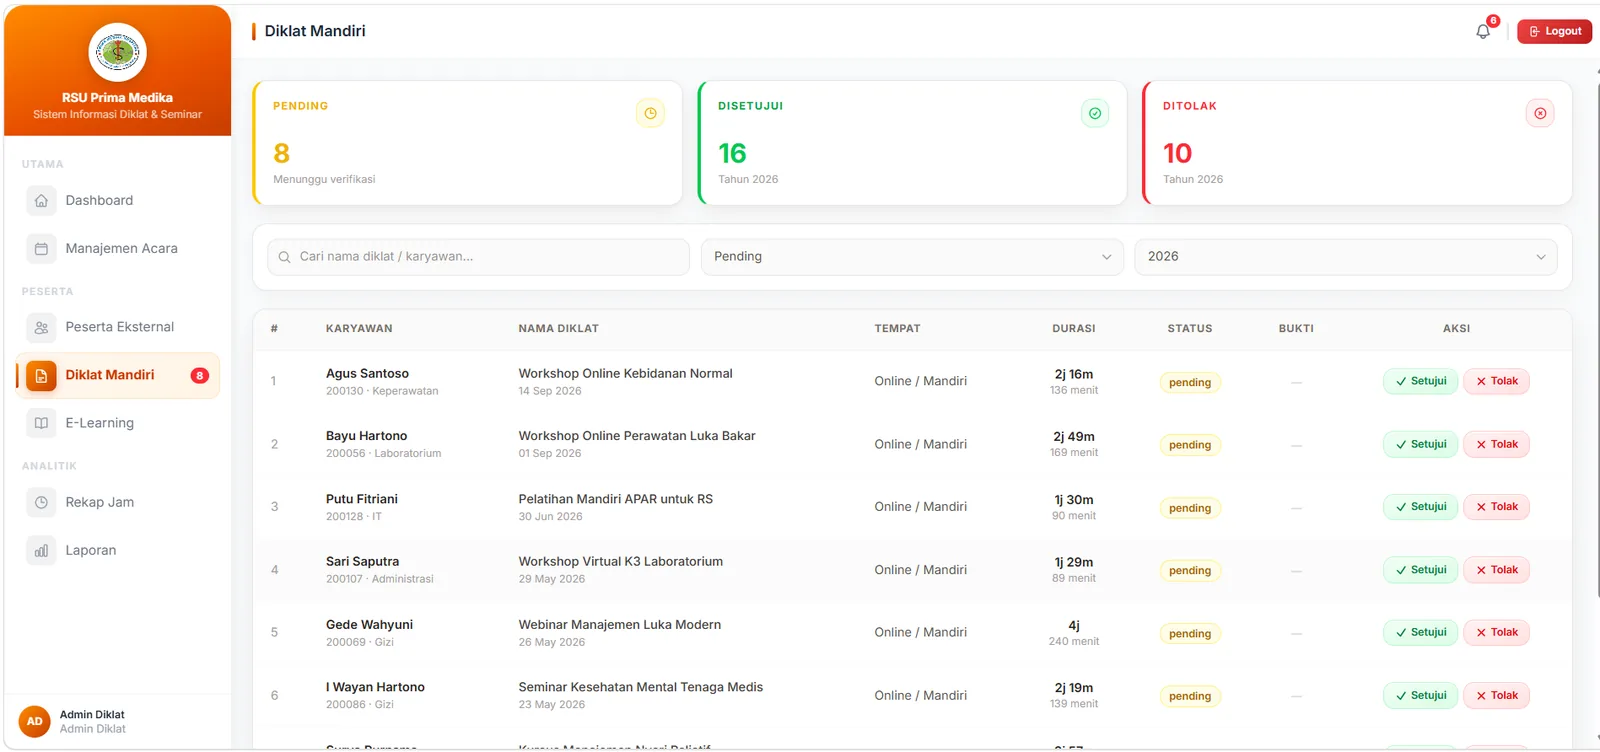 RSU Prima Medika
Sistem Informasi Diklat & Seminar
UTAMA
Dashboard
Manajemen Acara
PESERTA
Peserta Eksternal
Diklat Mandiri 8
E-Learning
ANALITIK
Rekap Jam
Laporan
AD
Admin Diklat
Admin Diklat
Diklat Mandiri
6
Logout
PENDING
8
Menunggu verifikasi
DISETUJUI
16
Tahun 2026
DITOLAK
10
Tahun 2026
Cari nama diklat / karyawan...
Pending
2026
# KARYAWAN NAMA DIKLAT TEMPAT DURASI STATUS BUKTI AKSI
1 Agus Santoso Workshop Online Kebidanan Normal Online / Mandiri 2j 16m pending — Setujui Tolak
200130 · Keperawatan 14 Sep 2026 136 menit
2 Bayu Hartono Workshop Online Perawatan Luka Bakar Online / Mandiri 2j 49m pending — Setujui Tolak
200056 · Laboratorium 01 Sep 2026 169 menit
3 Putu Fitriani Pelatihan Mandiri APAR untuk RS Online / Mandiri 1j 30m pending — Setujui Tolak
200128 · IT 30 Jun 2026 90 menit
4 Sari Saputra Workshop Virtual K3 Laboratorium Online / Mandiri 1j 29m pending — Setujui Tolak
200107 · Administrasi 29 May 2026 89 menit
5 Gede Wahyuni Webinar Manajemen Luka Modern Online / Mandiri 4j pending — Setujui Tolak
200069 · Gizi 26 May 2026 240 menit
6 I Wayan Hartono Seminar Kesehatan Mental Tenaga Medis Online / Mandiri 2j 19m pending — Setujui Tolak
200086 · Gizi 23 May 2026 139 menit